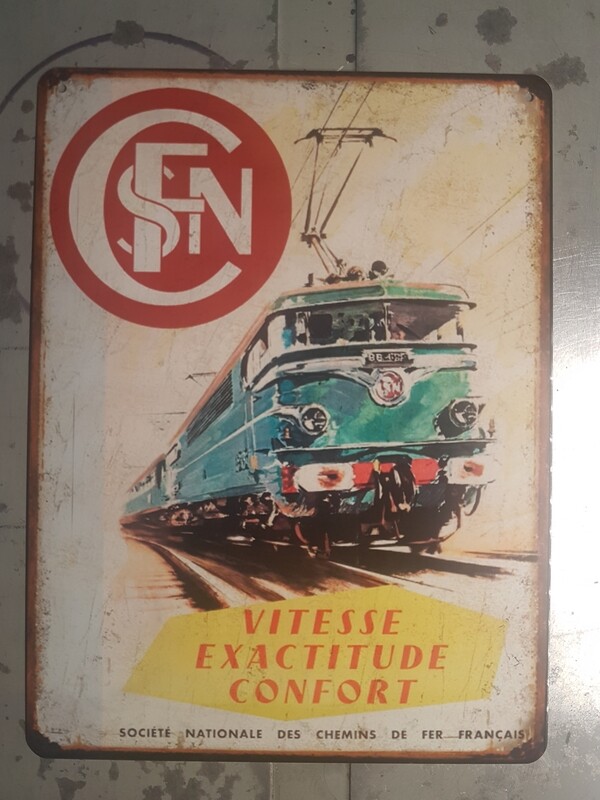 SNCF
VITESSE
EXACTITUDE
CONFORT
SOCIÉTÉ NATIONALE DES CHEMINS DE FER FRANÇAIS